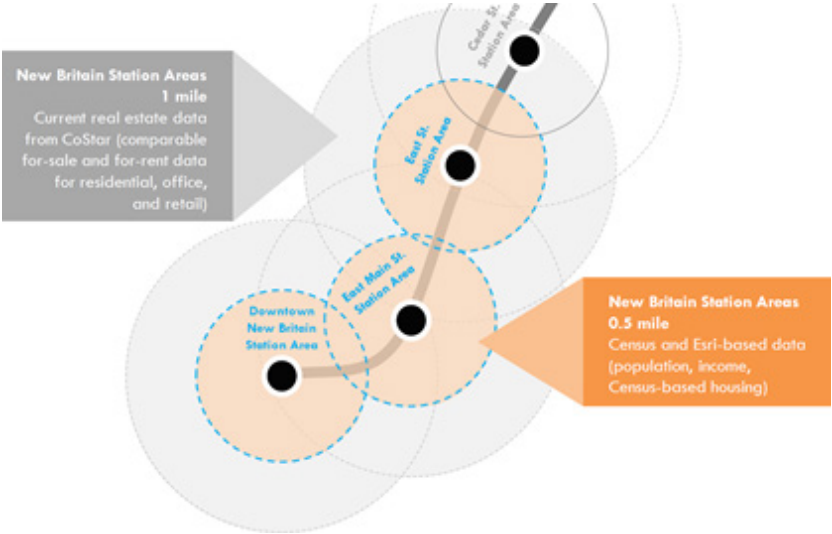 Cedar St.
Station Area
New Britain Station Areas
1 mile
Current real estate data
from CoStar (comparable
for-sale and for-rent data
for residential, office,
and retail)
East St.
Station Area
East Main St.
Station Area
Downtown
New Britain
Station Area
New Britain Station Areas
0.5 mile
Census and Esri-based data
(population, income,
Census-based housing)